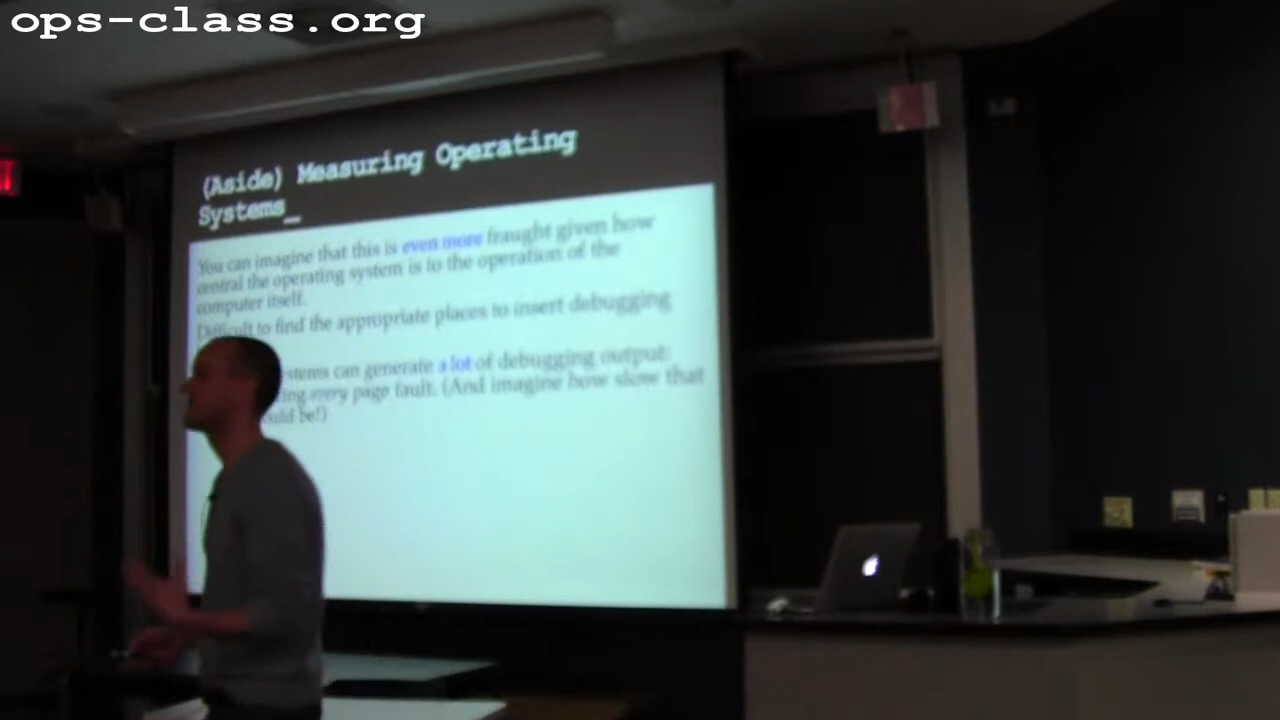 ops-class.org
(Aside) Measuring Operating
Systems_
You can imagine that this is even more fraught given how
central the operating system is to the operation of the
computer itself.
Difficult to find the appropriate places to insert debugging
can generate a lot of debugging output:
every page fault. (And imagine how slow that
be!)